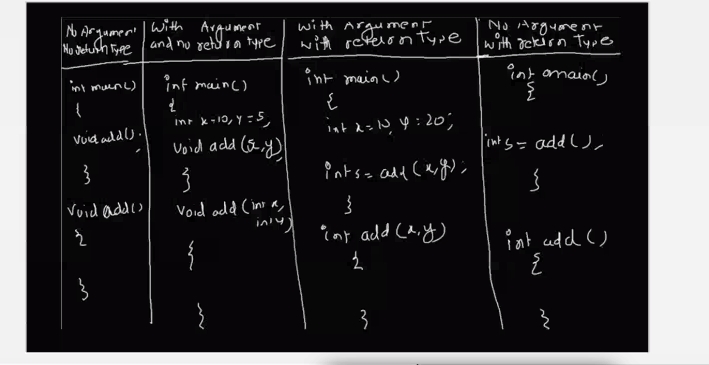 No Argument
No return Type
int main()
{
void add();
}
void add()
{
}
With Argument
and no return type
int main()
{
int x=10, y=5,
void add(x,y)
}
void add(int x,
int y)
{
}
With Argument
with return Type
int main()
{
int x=10, y:20;
int s= add(x,y);
}
int add(x,y)
{
}
No Argument
with return Type
int main()
{
int s= add(),
}
int add()
{
}